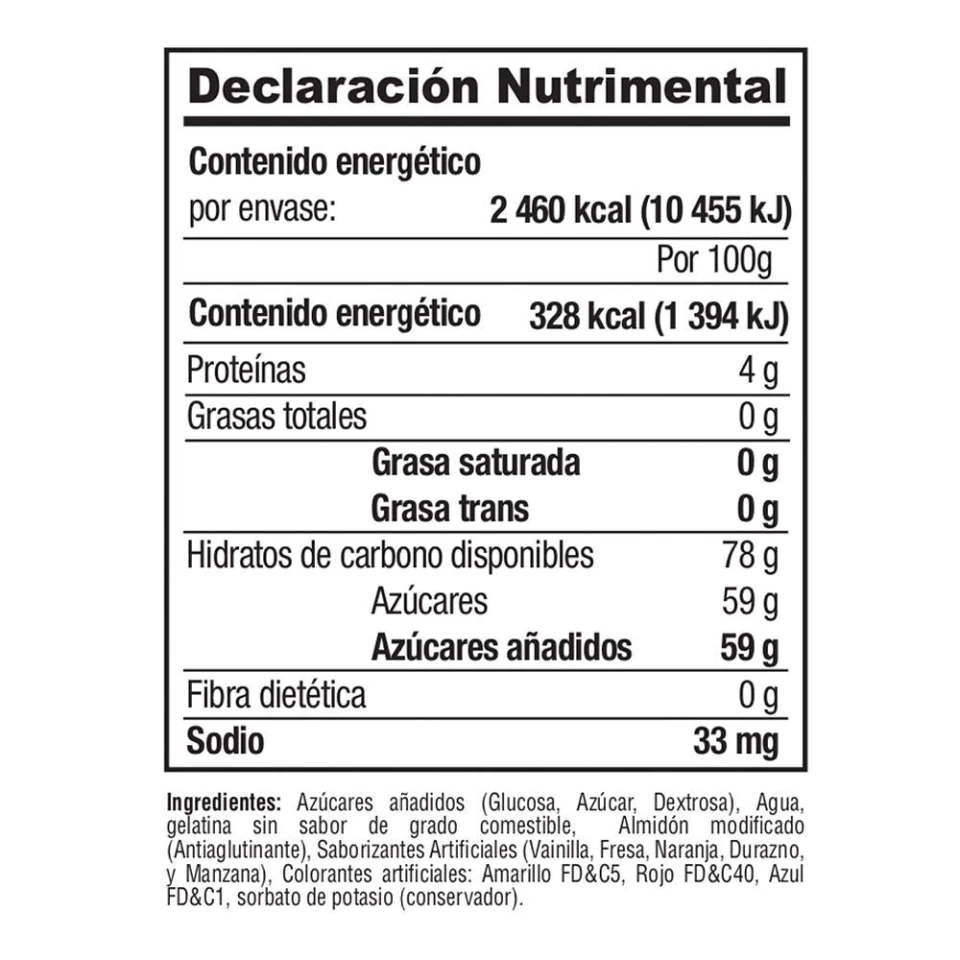 Declaración Nutrimental
Contenido energético
por envase: 2 460 kcal (10 455 kJ)
Por 100g
Contenido energético 328 kcal (1 394 kJ)
Proteínas 4 g
Grasas totales 0 g
Grasa saturada 0 g
Grasa trans 0 g
Hidratos de carbono disponibles 78 g
Azúcares 59 g
Azúcares añadidos 59 g
Fibra dietética 0 g
Sodio 33 mg
Ingredientes: Azúcares añadidos (Glucosa, Azúcar, Dextrosa), Agua,
gelatina sin sabor de grado comestible, Almidón modificado
(Antiaglutinante), Saborizantes Artificiales (Vainilla, Fresa, Naranja, Durazno,
y Manzana), Colorantes artificiales: Amarillo FD&C5, Rojo FD&C40, Azul
FD&C1, sorbato de potasio (conservador).